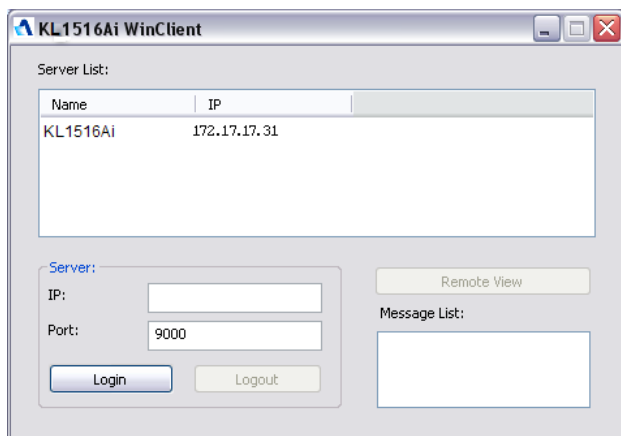 KL1516Ai WinClient
Server List:
Name IP
KL1516Ai 172.17.17.31
Server:
IP:
Port: 9000
Login Logout
Remote View
Message List: